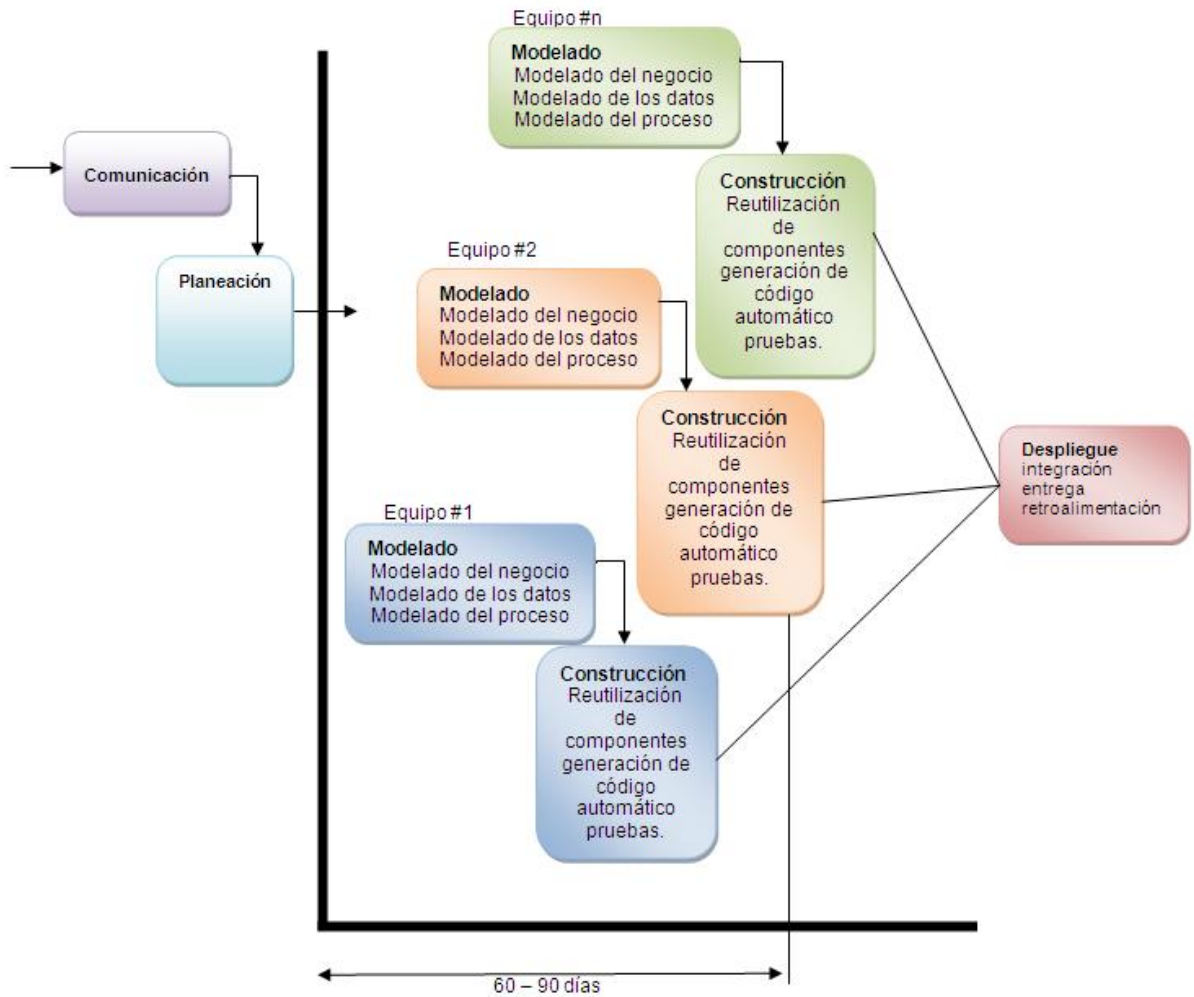 Equipo #n
Modelado
Modelado del negocio
Modelado de los datos
Modelado del proceso
Comunicación
Construcción
Reutilización
de
componentes
generación de
código
automático
pruebas.
Planeación
Equipo #2
Modelado
Modelado del negocio
Modelado de los datos
Modelado del proceso
Construcción
Reutilización
de
componentes
generación de
código
automático
pruebas.
Despliegue
integración
entrega
retroalimentación
Equipo #1
Modelado
Modelado del negocio
Modelado de los datos
Modelado del proceso
Construcción
Reutilización
de
componentes
generación de
código
automático
pruebas.
60 – 90 días